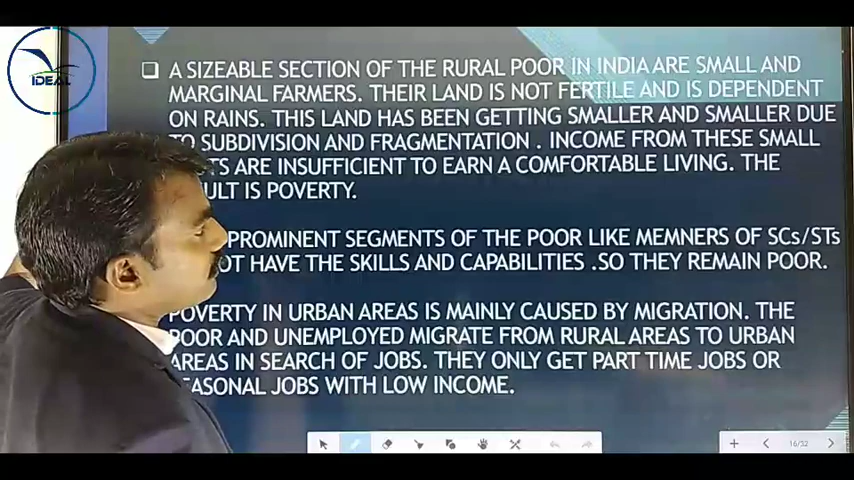 IDEAL
A SIZEABLE SECTION OF THE RURAL POOR IN INDIA ARE SMALL AND
MARGINAL FARMERS. THEIR LAND IS NOT FERTILE AND IS DEPENDENT
ON RAINS. THIS LAND HAS BEEN GETTING SMALLER AND SMALLER DUE
TO SUBDIVISION AND FRAGMENTATION . INCOME FROM THESE SMALL
ARE INSUFFICIENT TO EARN A COMFORTABLE LIVING. THE
ULT IS POVERTY.
PROMINENT SEGMENTS OF THE POOR LIKE MEMNERS OF SCs/STs
HAVE THE SKILLS AND CAPABILITIES .SO THEY REMAIN POOR.
POVERTY IN URBAN AREAS IS MAINLY CAUSED BY MIGRATION. THE
POOR AND UNEMPLOYED MIGRATE FROM RURAL AREAS TO URBAN
AREAS IN SEARCH OF JOBS. THEY ONLY GET PART TIME JOBS OR
SEASONAL JOBS WITH LOW INCOME.
16/52